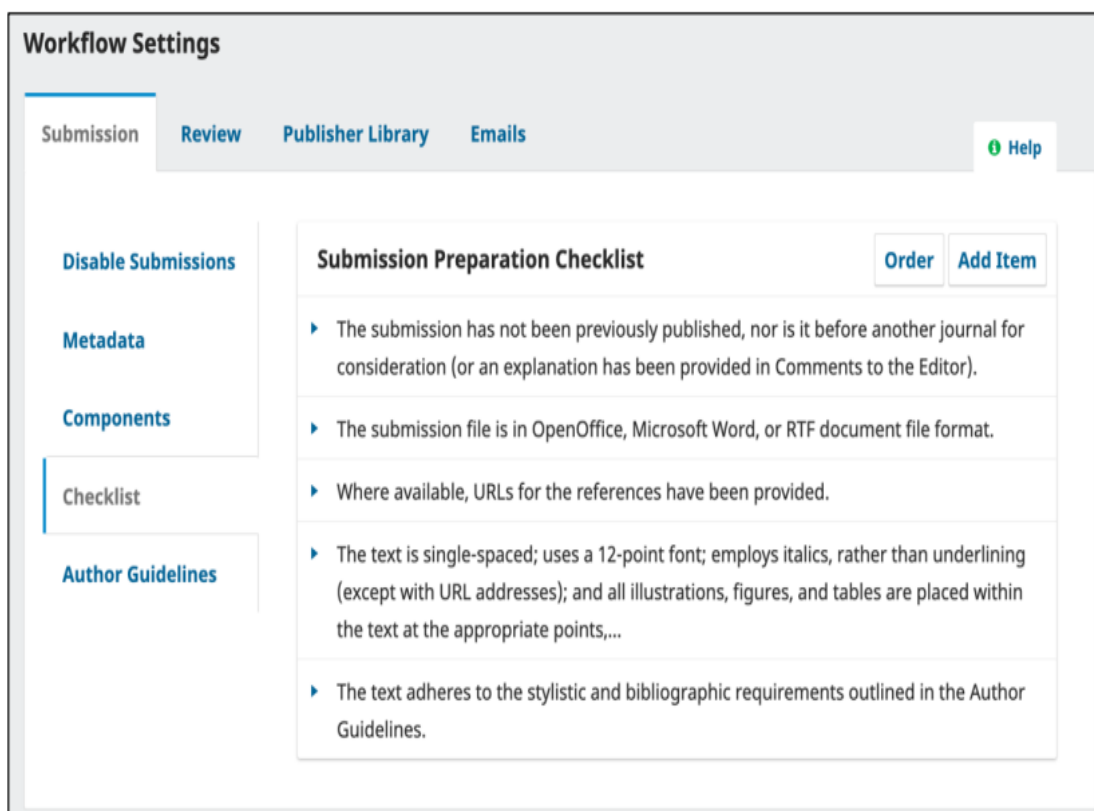 Workflow Settings
Submission
Review
Publisher Library
Emails
Help
Disable Submissions
Metadata
Components
Checklist
Author Guidelines
Submission Preparation Checklist
Order
Add Item
The submission has not been previously published, nor is it before another journal for
consideration (or an explanation has been provided in Comments to the Editor).
The submission file is in OpenOffice, Microsoft Word, or RTF document file format.
Where available, URLs for the references have been provided.
The text is single-spaced; uses a 12-point font; employs italics, rather than underlining
(except with URL addresses); and all illustrations, figures, and tables are placed within
the text at the appropriate points,...
The text adheres to the stylistic and bibliographic requirements outlined in the Author
Guidelines.